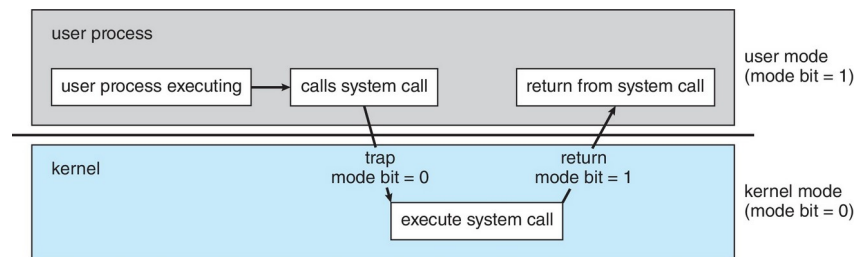 user process
user process executing
calls system call
return from system call
user mode
(mode bit = 1)
kernel
trap
mode bit = 0
return
mode bit = 1
execute system call
kernel mode
(mode bit = 0)